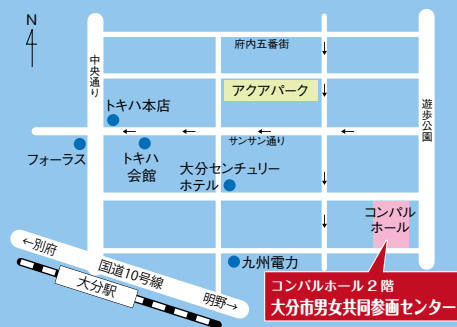 N
府内五番街
中央通り
遊歩公園
アクアパーク
トキハ本店
サンサン通り
フォーラス
トキハ
会館
大分センチュリー
ホテル
コンパル
ホール
←別府
国道10号線
大分駅
明野→
九州電力
コンパルホール2階
大分市男女共同参画センター